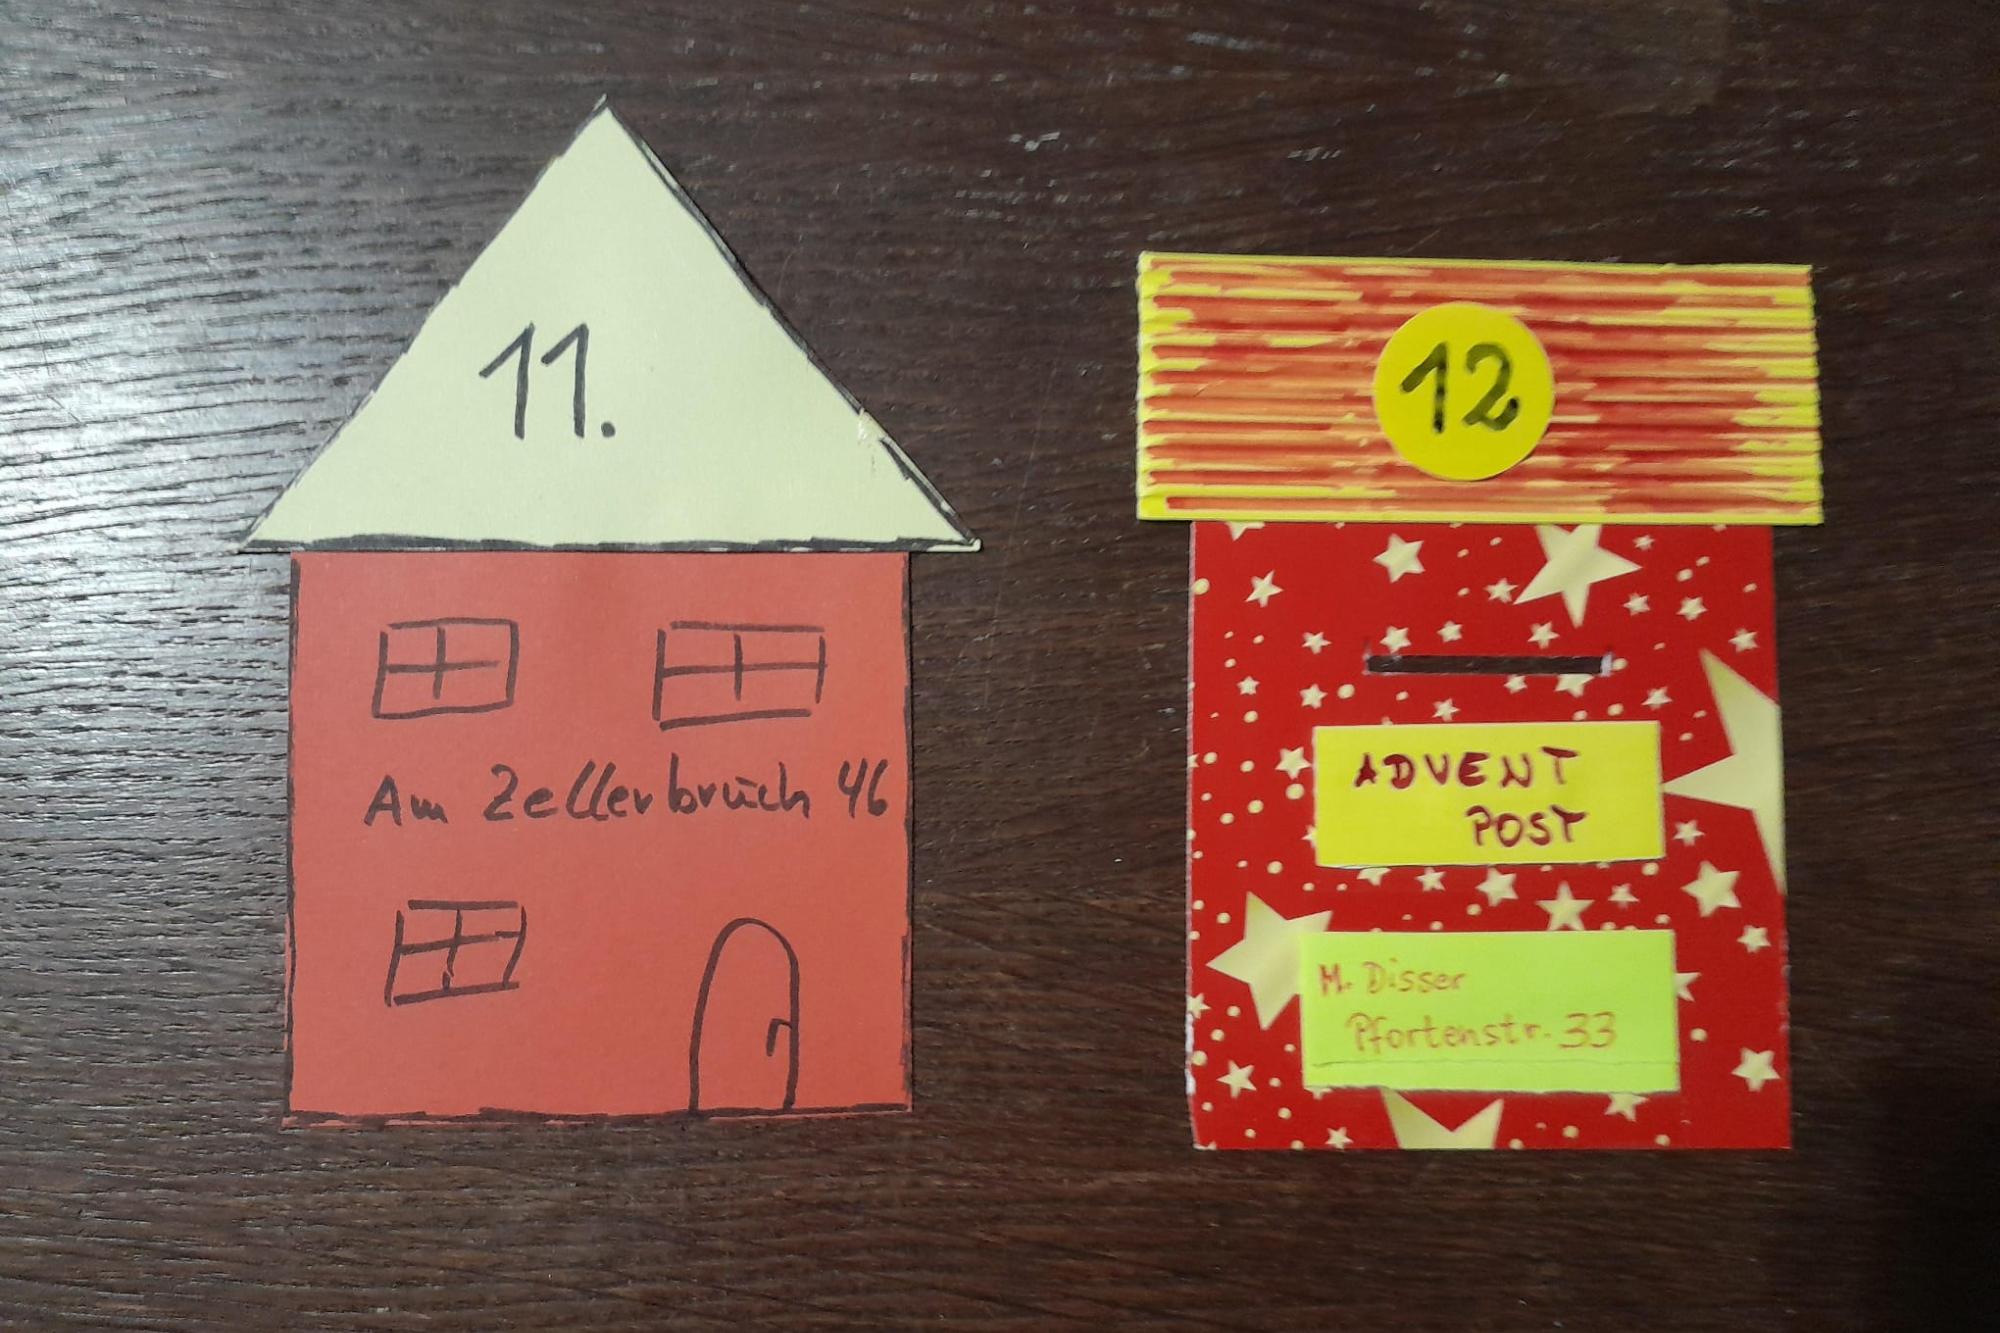 11.
Am Zellerbruch 46
12
ADVENT
POST
M. Disser
Pfortenstr. 33